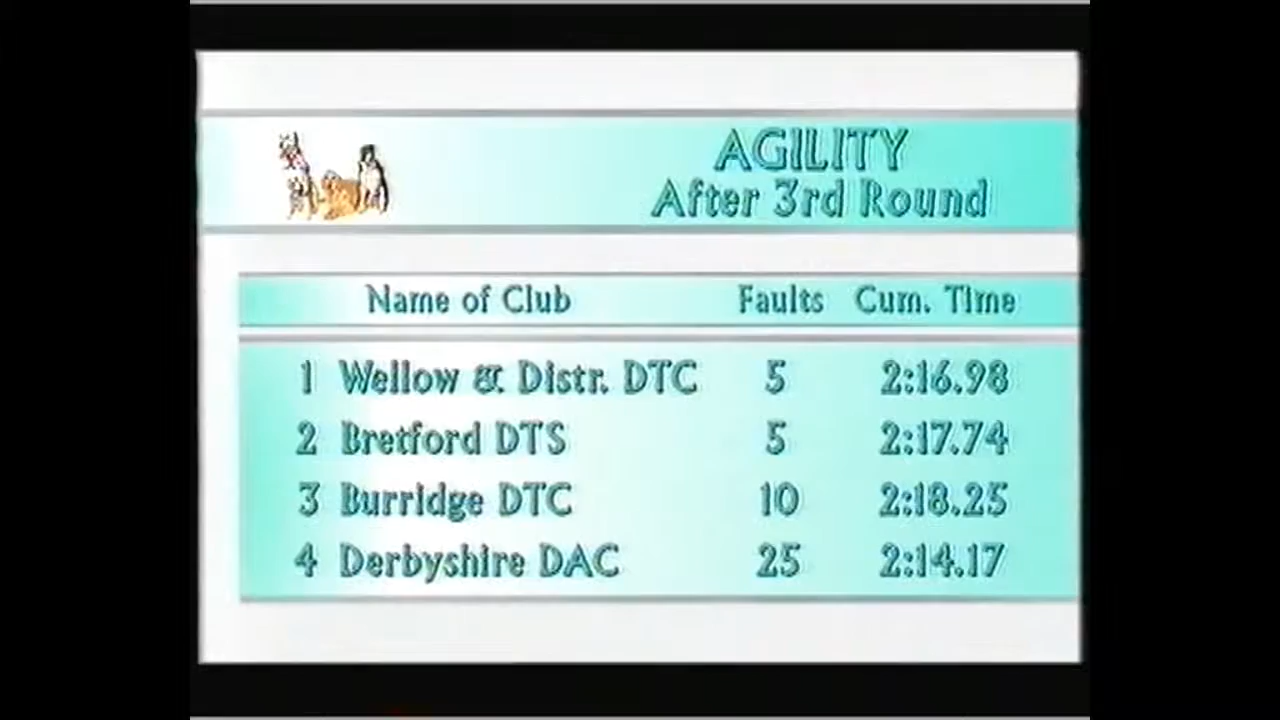 AGILITY
After 3rd Round
Name of Club Faults Cum. Time
1 Wellow & Distr. DTC 5 2:16.98
2 Bretford DTS 5 2:17.74
3 Burridge DTC 10 2:18.25
4 Derbyshire DAC 25 2:14.17